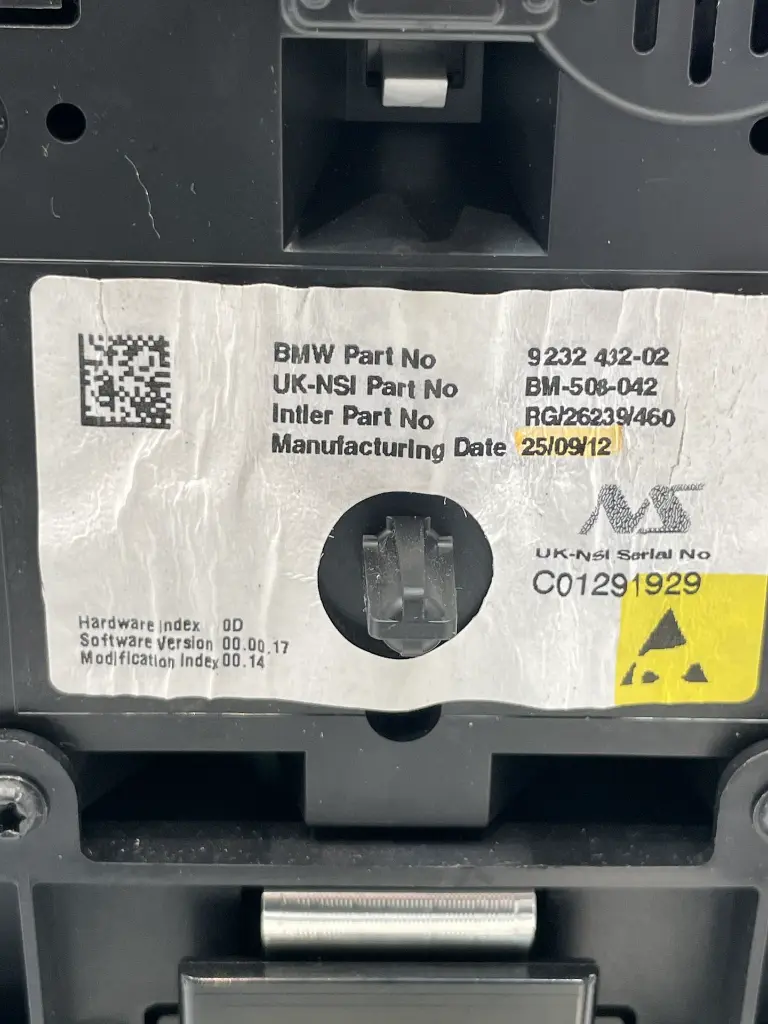 BMW Part No 9232 432-02
UK-NSI Part No BM-508-042
Intier Part No RG/26239/460
Manufacturing Date 25/09/12
NS
UK-NSI Serial No
C01291929
Hardware Index 0D
Software Version 00.00.17
Modification Index 00.14